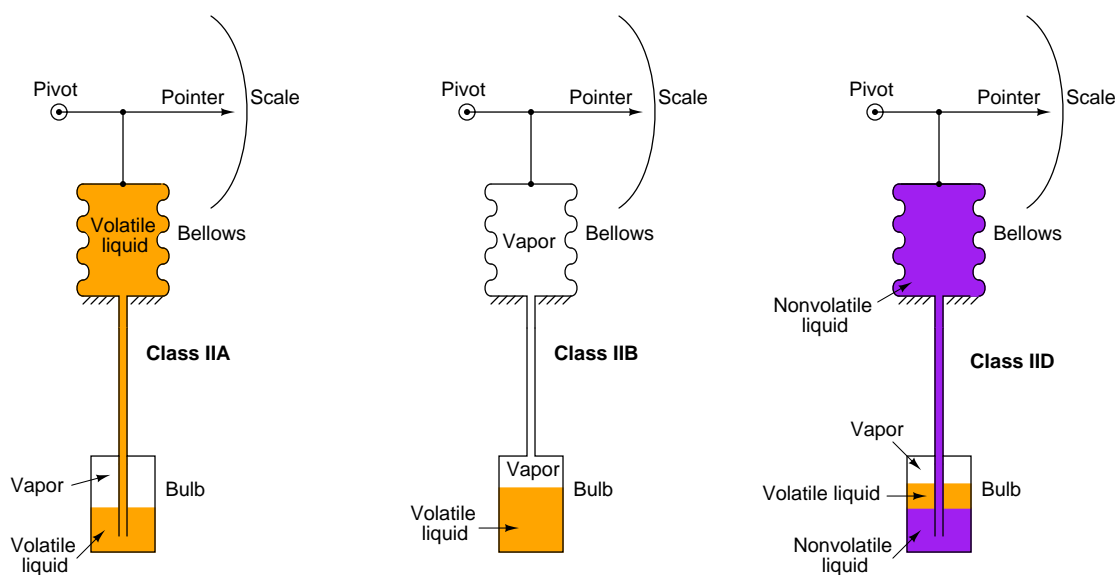 Pivot
Pointer
Scale
Volatile
liquid
Bellows
Class IIA
Vapor
Bulb
Volatile
liquid
Pivot
Pointer
Scale
Vapor
Bellows
Class IIB
Vapor
Bulb
Volatile
liquid
Pivot
Pointer
Scale
Bellows
Nonvolatile
liquid
Class IID
Vapor
Volatile liquid
Bulb
Nonvolatile
liquid